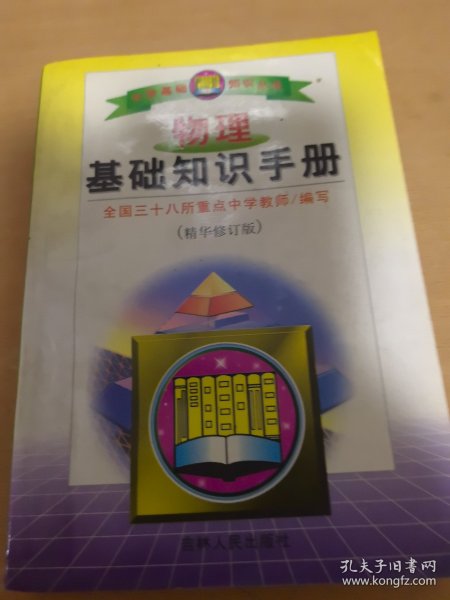 物理
基础知识手册
全国三十八所重点中学教师/编写
(精华修订版)
吉林人民出版社
孔夫子旧书网
www.kongfz.com